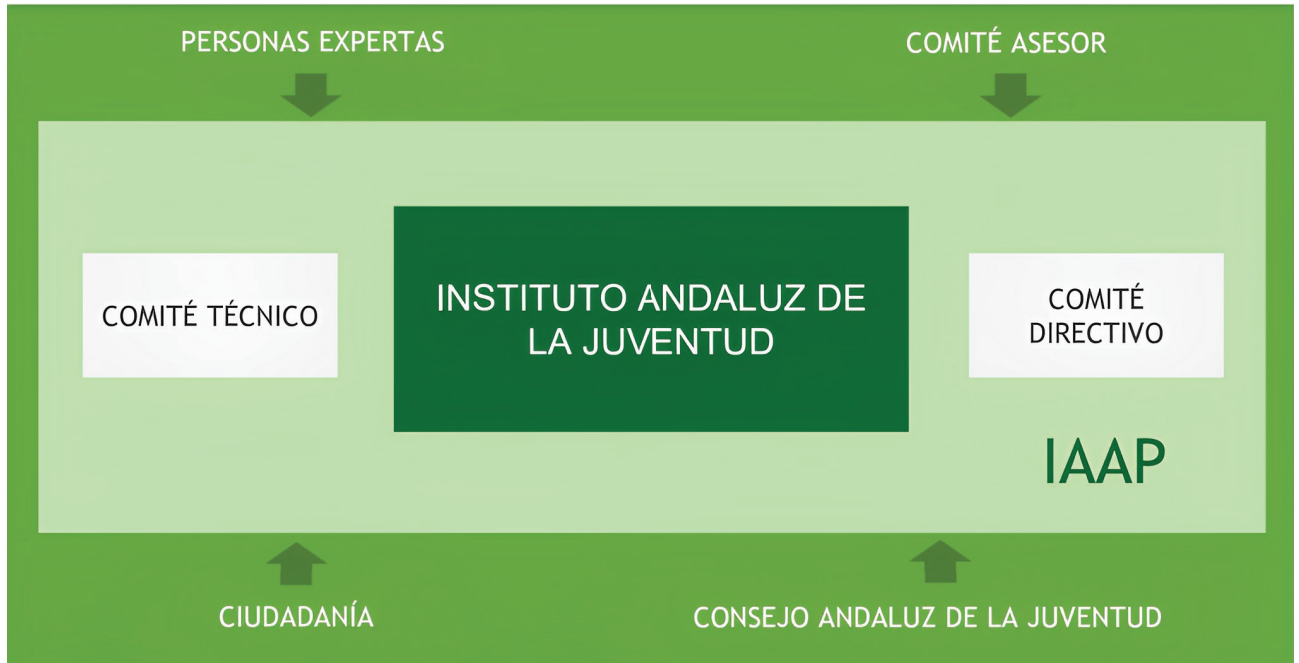 PERSONAS EXPERTAS
COMITÉ ASESOR
COMITÉ TÉCNICO
INSTITUTO ANDALUZ DE
LA JUVENTUD
COMITÉ
DIRECTIVO
IAAP
CIUDADANÍA
CONSEJO ANDALUZ DE LA JUVENTUD